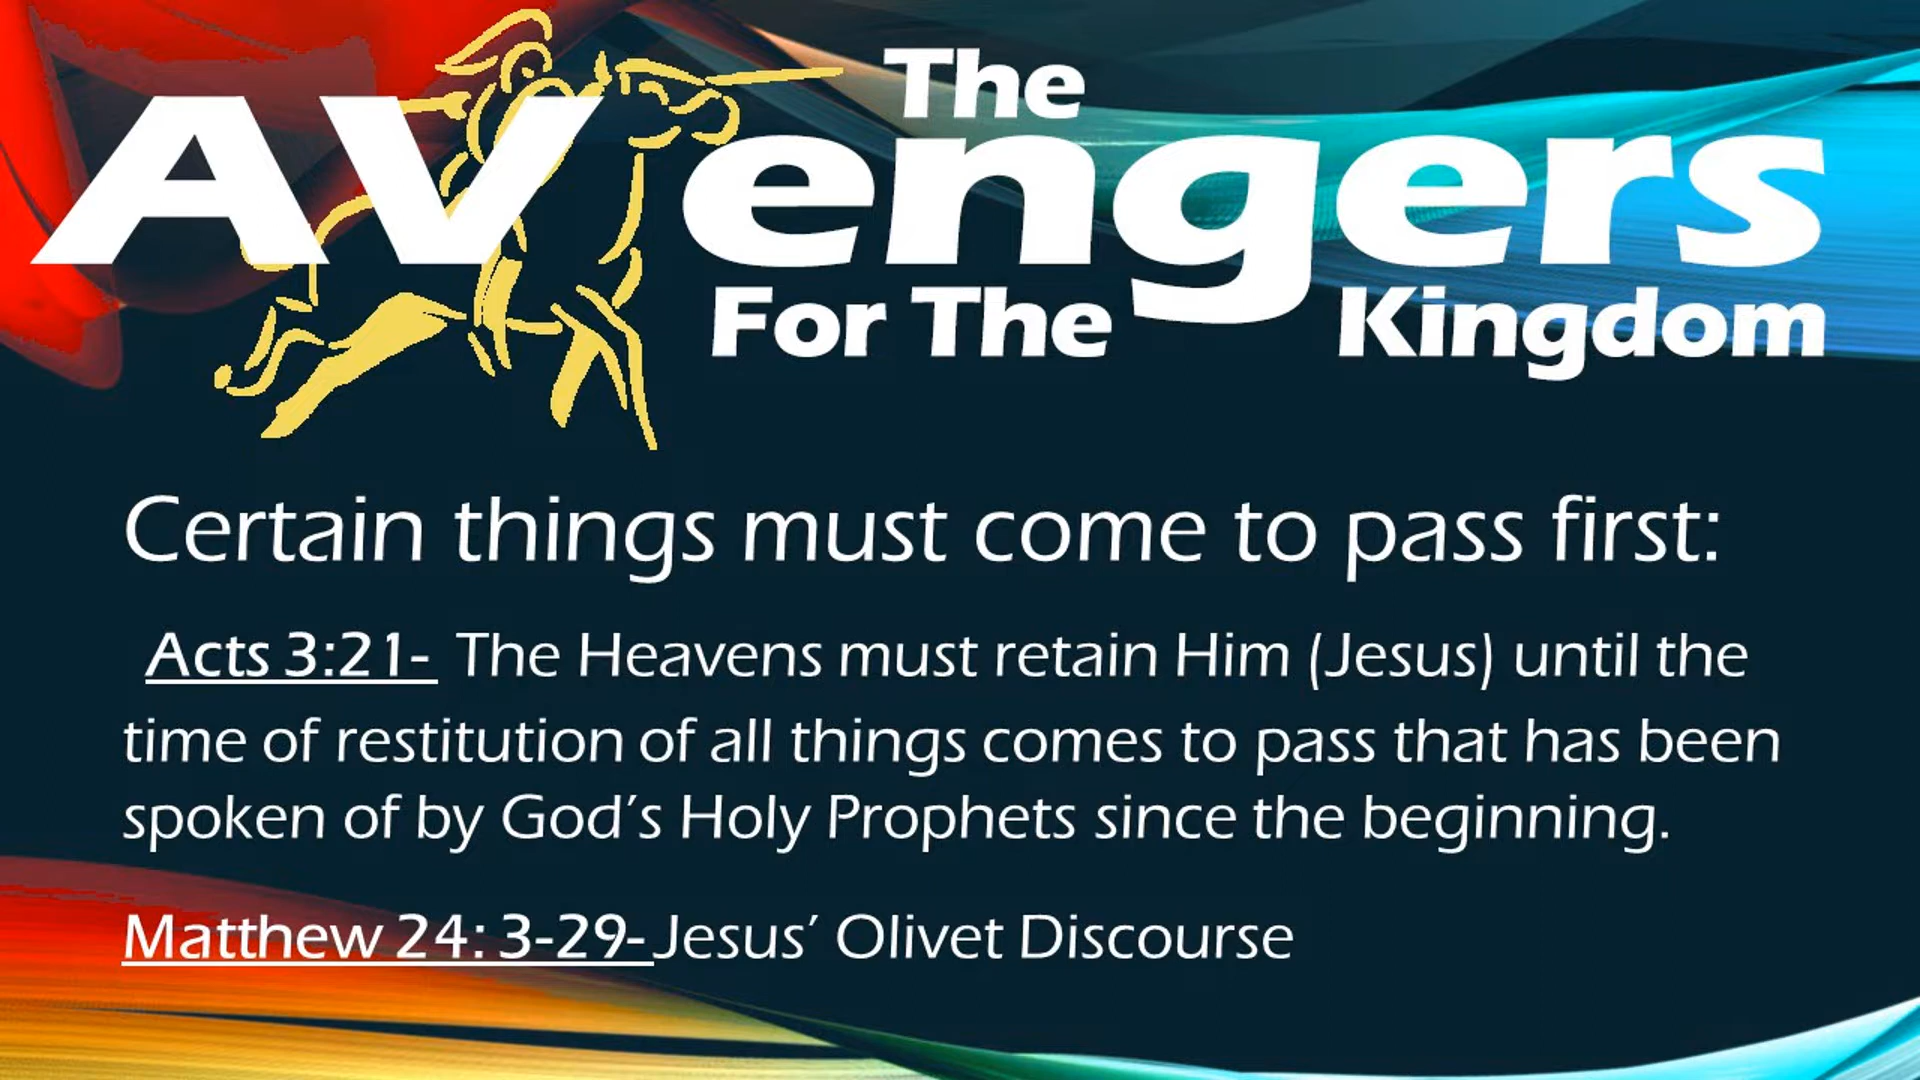 The
AVengers
For The Kingdom
Certain things must come to pass first:
Acts 3:21- The Heavens must retain Him (Jesus) until the
time of restitution of all things comes to pass that has been
spoken of by God’s Holy Prophets since the beginning.
Matthew 24: 3-29- Jesus’ Olivet Discourse